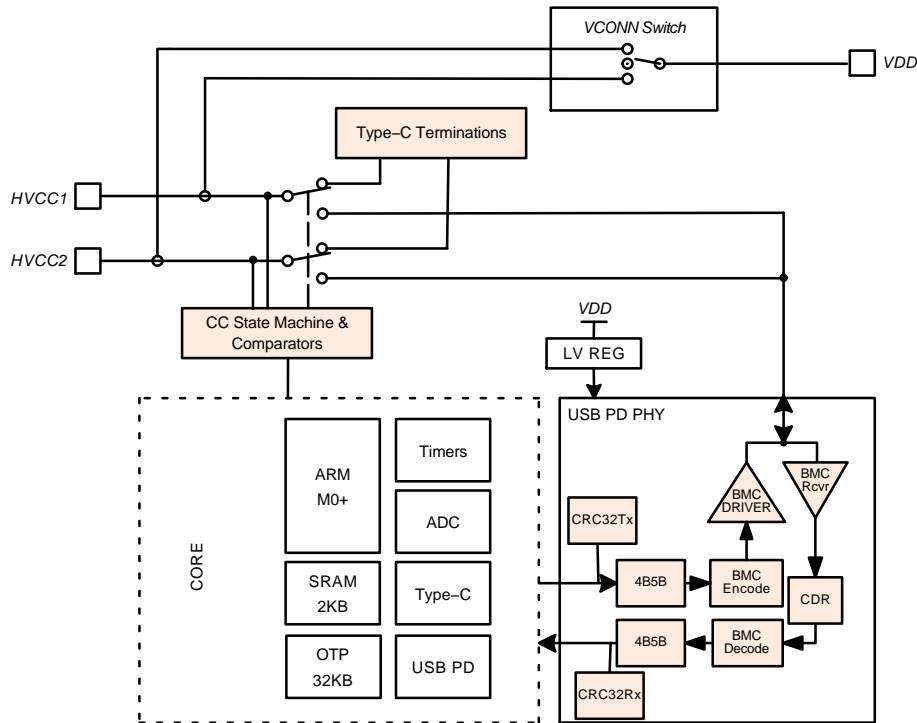 VCONN Switch
VDD
Type−C Terminations
HVCC1
HVCC2
CC State Machine &
Comparators
VDD
LV REG
USB PD PHY
CORE
ARM
M0+
Timers
ADC
SRAM
2KB
Type−C
OTP
32KB
USB PD
BMC
DRIVER
BMC
Rcvr
CRC32Tx
4B5B
BMC
Encode
CDR
4B5B
BMC
Decode
CRC32Rx